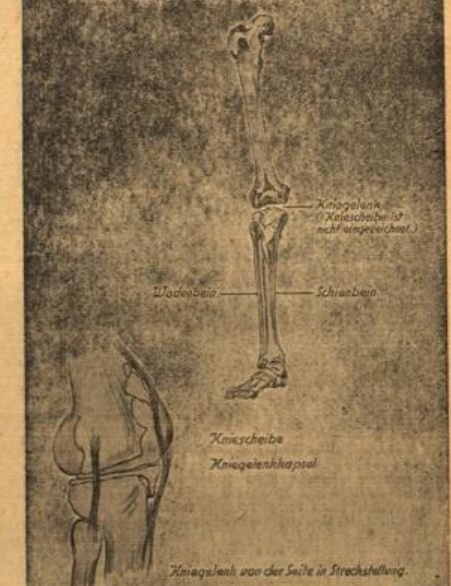 Kniegelenk
(Kniescheibe ist
nicht eingezeichnet.)
Wadenbein
Schienbein
Kniescheibe
Kniegelenkkapsel
Kniegelenk von der Seite in Streckstellung.